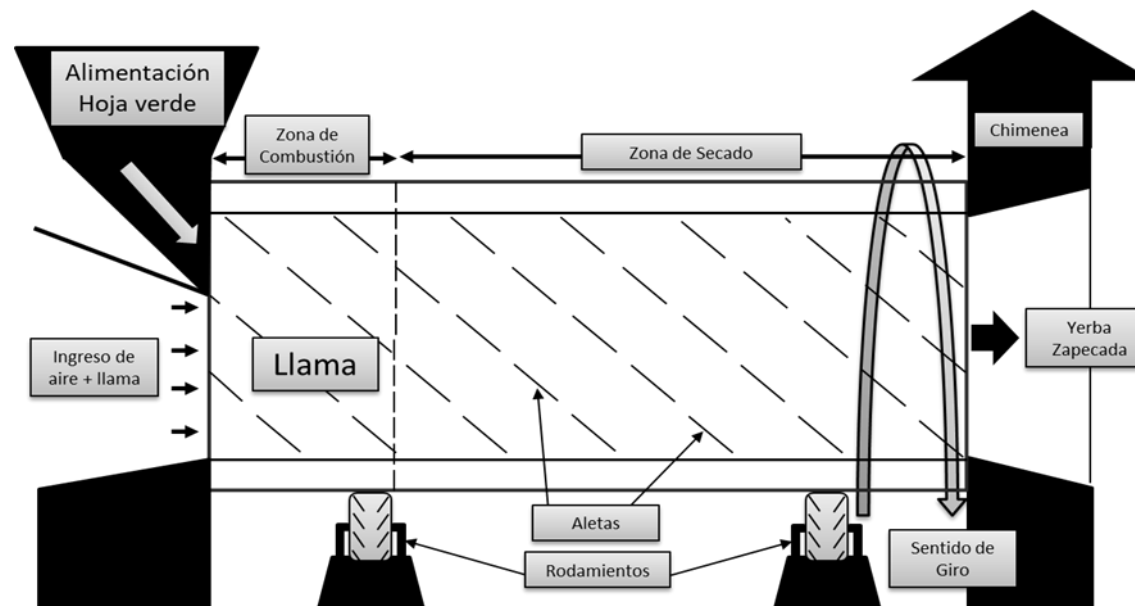 Alimentación
Hoja verde
Zona de
Combustión
Zona de Secado
Chimenea
Ingreso de
aire + llama
Llama
Yerba
Zapecada
Aletas
Rodamientos
Sentido de
Giro